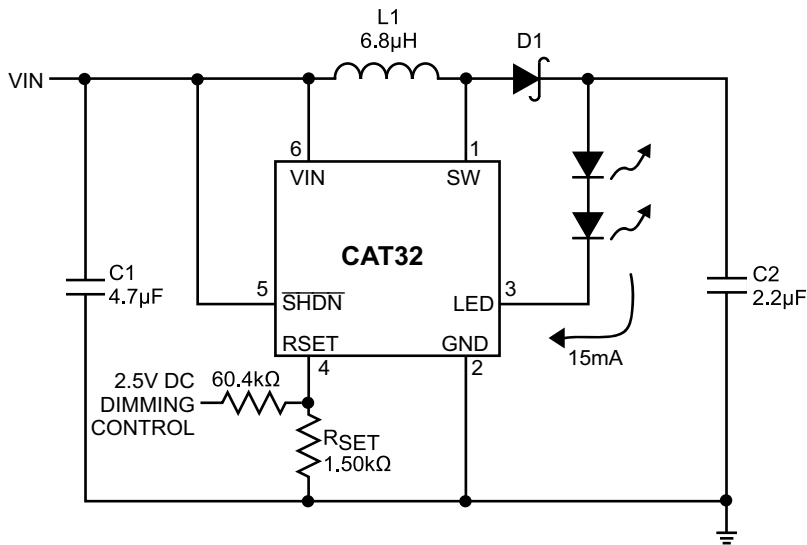 L1
6.8µH
D1
VIN
6
1
VIN
SW
CAT32
C1
4.7µF
5
SHDN
LED
3
C2
2.2µF
RSET
GND
4
2
15mA
2.5V DC
DIMMING
CONTROL
60.4kΩ
RSET
1.50kΩ